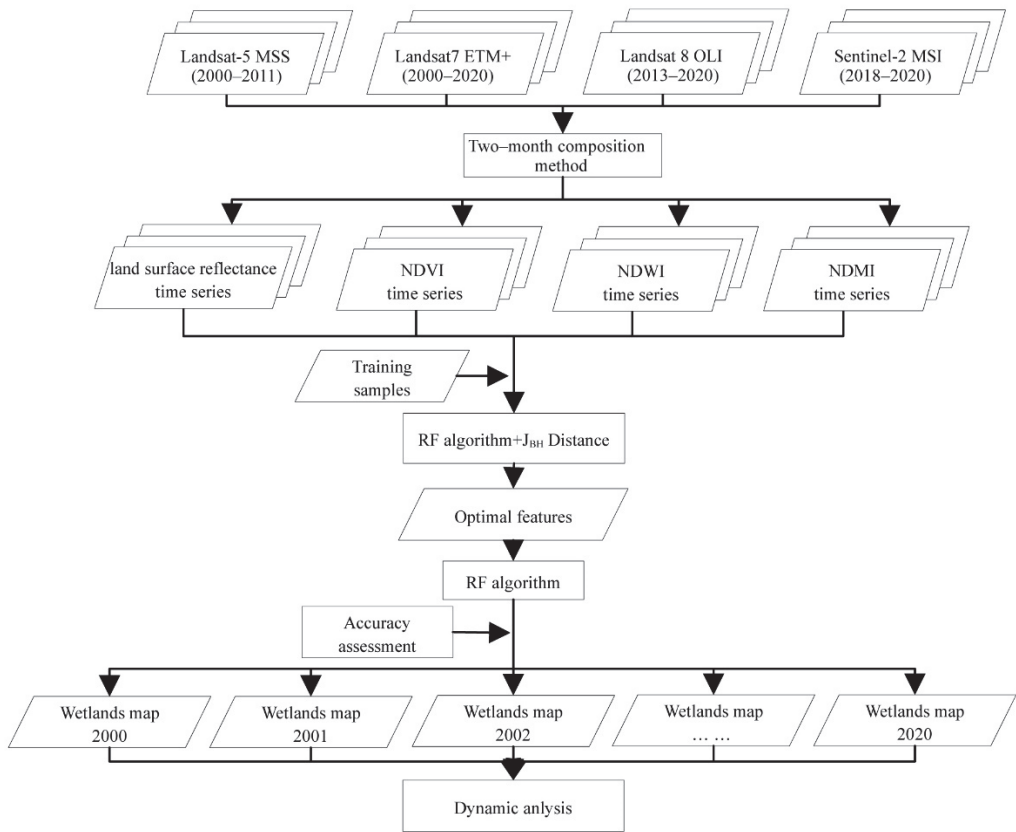 Landsat-5 MSS
(2000–2011)
Landsat7 ETM+
(2000–2020)
Landsat 8 OLI
(2013–2020)
Sentinel-2 MSI
(2018–2020)
Two–month composition
method
land surface reflectance
time series
NDVI
time series
NDWI
time series
NDMI
time series
Training
samples
RF algorithm+J_BH Distance
Optimal features
RF algorithm
Accuracy
assessment
Wetlands map
2000
Wetlands map
2001
Wetlands map
2002
Wetlands map
... ...
Wetlands map
2020
Dynamic anlysis